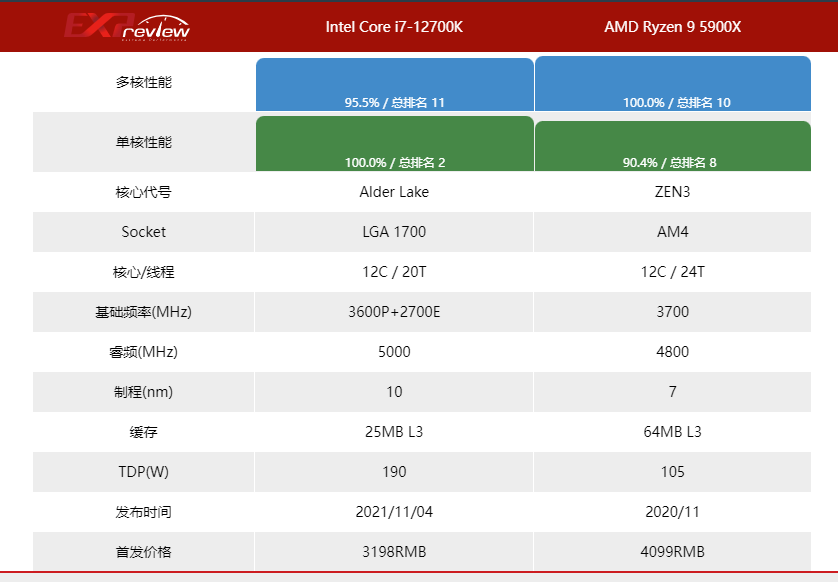 EXPreview Intel Core i7-12700K AMD Ryzen 9 5900X
多核性能 95.5% / 总排名 11 100.0% / 总排名 10
单核性能 100.0% / 总排名 2 90.4% / 总排名 8
核心代号 Alder Lake ZEN3
Socket LGA 1700 AM4
核心/线程 12C / 20T 12C / 24T
基础频率(MHz) 3600P+2700E 3700
睿频(MHz) 5000 4800
制程(nm) 10 7
缓存 25MB L3 64MB L3
TDP(W) 190 105
发布时间 2021/11/04 2020/11
首发价格 3198RMB 4099RMB